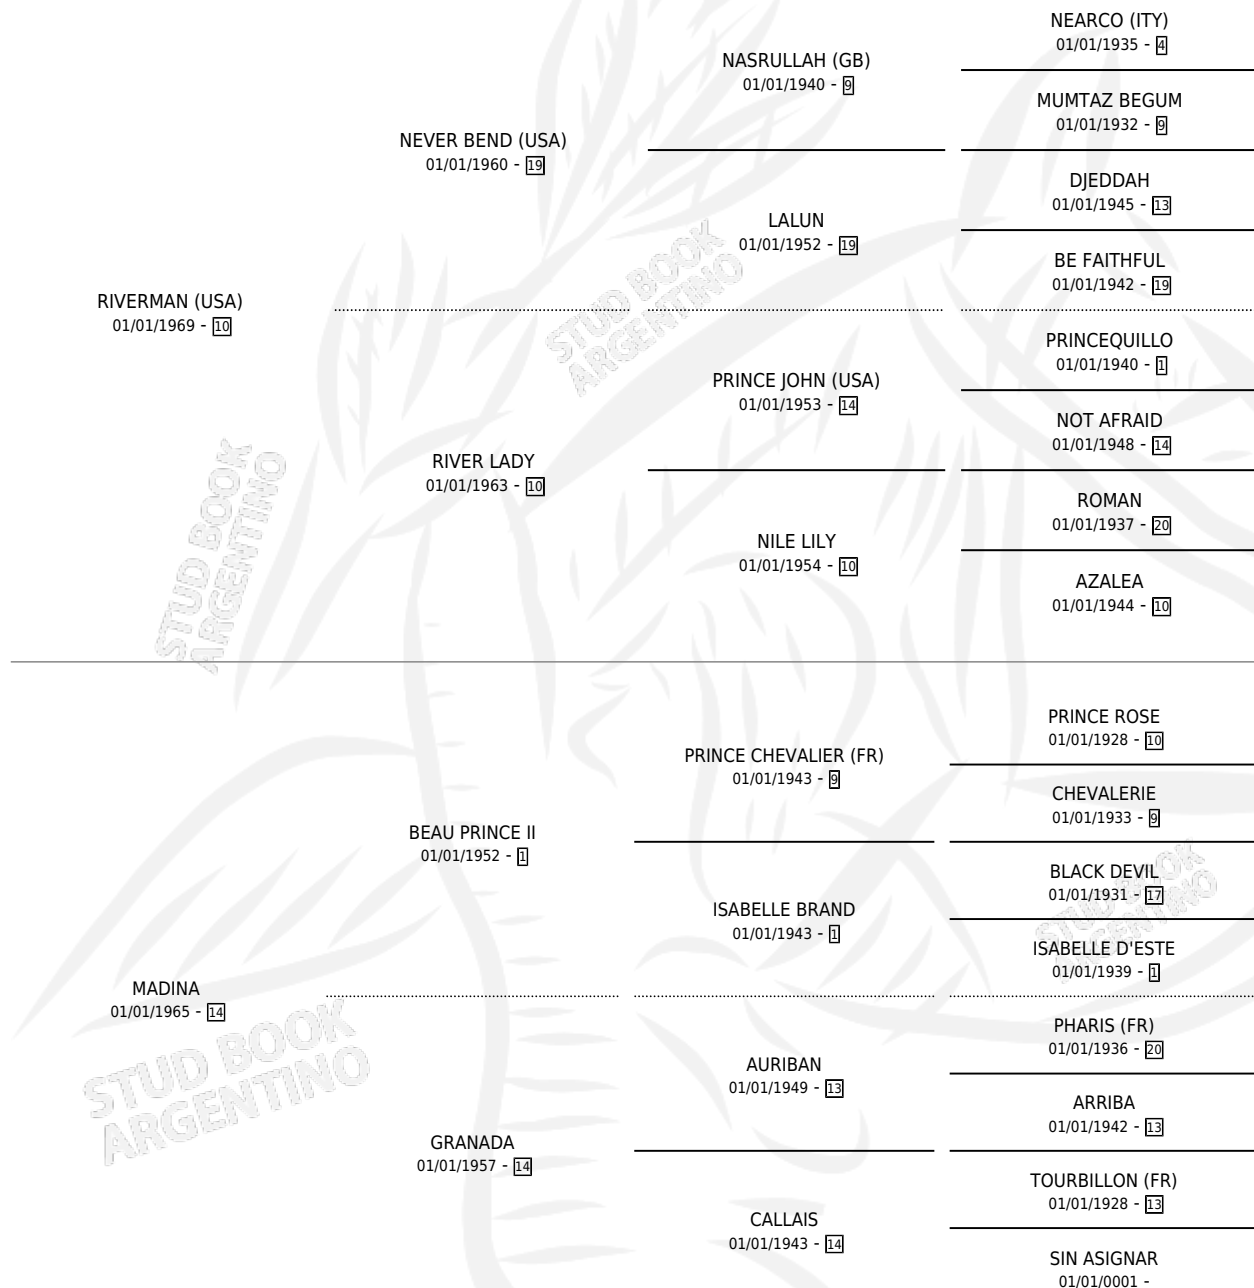 NEARCO (ITY)
01/01/1935 - 4
NASRULLAH (GB)
01/01/1940 - 9
MUMTAZ BEGUM
01/01/1932 - 9
NEVER BEND (USA)
01/01/1960 - 19
DJEDDAH
01/01/1945 - 13
LALUN
01/01/1952 - 19
BE FAITHFUL
01/01/1942 - 19
RIVERMAN (USA)
01/01/1969 - 10
PRINCEQUILLO
01/01/1940 - 1
PRINCE JOHN (USA)
01/01/1953 - 14
NOT AFRAID
01/01/1948 - 14
RIVER LADY
01/01/1963 - 10
ROMAN
01/01/1937 - 20
NILE LILY
01/01/1954 - 10
AZALEA
01/01/1944 - 10
STUD BOOK
ARGENTINO
STUD BOOK
ARGENTINO
PRINCE ROSE
01/01/1928 - 10
PRINCE CHEVALIER (FR)
01/01/1943 - 9
CHEVALERIE
01/01/1933 - 9
BEAU PRINCE II
01/01/1952 - 1
BLACK DEVIL
01/01/1931 - 17
ISABELLE BRAND
01/01/1943 - 1
ISABELLE D'ESTE
01/01/1939 - 1
MADINA
01/01/1965 - 14
PHARIS (FR)
01/01/1936 - 20
AURIBAN
01/01/1949 - 13
ARRIBA
01/01/1942 - 13
GRANADA
01/01/1957 - 14
TOURBILLON (FR)
01/01/1928 - 13
CALLAIS
01/01/1943 - 14
SIN ASIGNAR
01/01/0001 -
STUD BOOK
ARGENTINO
STUD BOOK
ARGENTINO